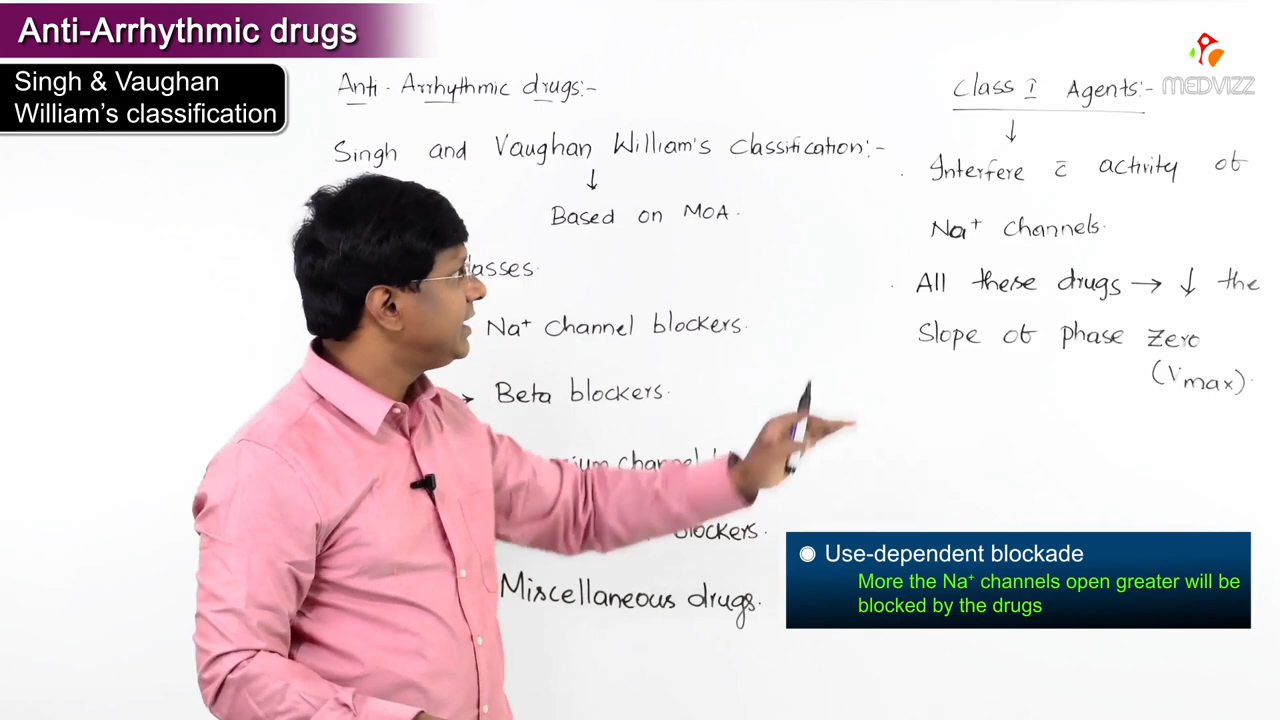 Anti-Arrhythmic drugs
Singh & Vaughan
William's classification
MEDVIZZ
Anti-Arrhythmic drugs:-
Singh and Vaughan William's classification:-
Based on MOA.
Na⁺ channel blockers.
Beta blockers.
channel
blockers.
Miscellaneous drugs.
Class I Agents:-
Interfere c̄ activity of
Na⁺ channels.
All these drugs → ↓ the
Slope of phase Zero
(Vmax).
Use-dependent blockade
More the Na⁺ channels open greater will be
blocked by the drugs